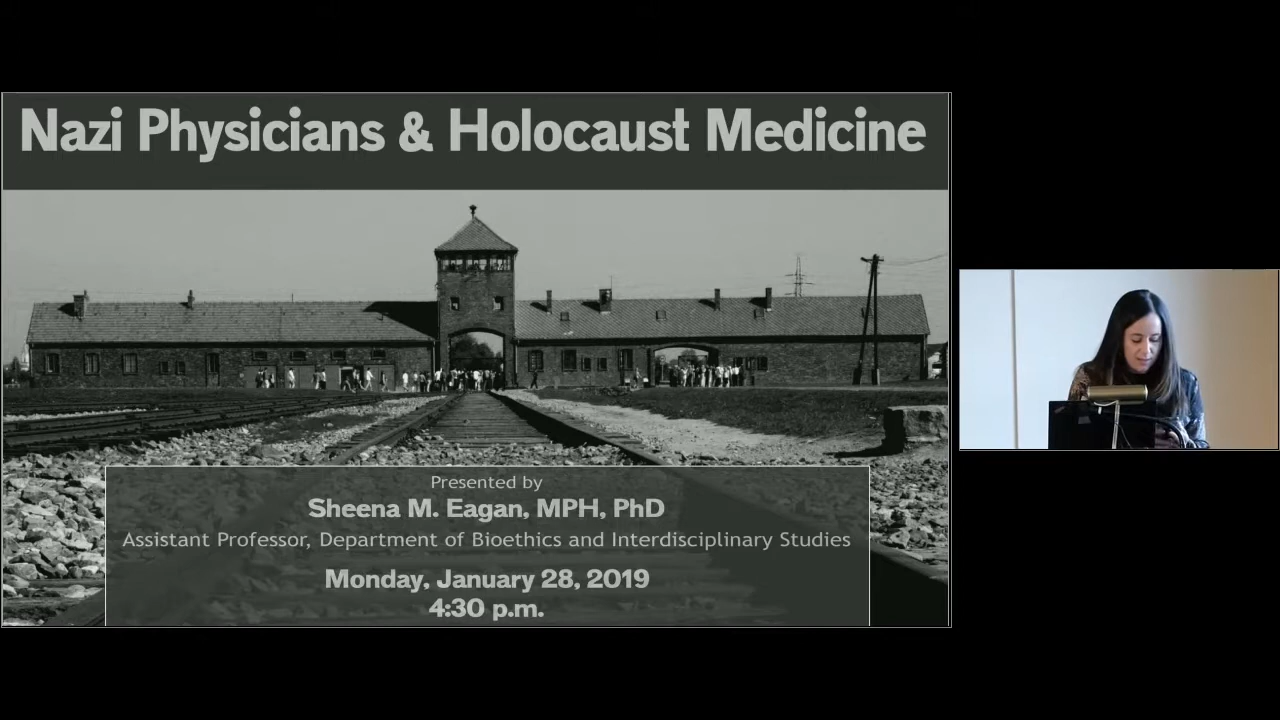 Nazi Physicians & Holocaust Medicine
Presented by
Sheena M. Eagan, MPH, PhD
Assistant Professor, Department of Bioethics and Interdisciplinary Studies
Monday, January 28, 2019
4:30 p.m.